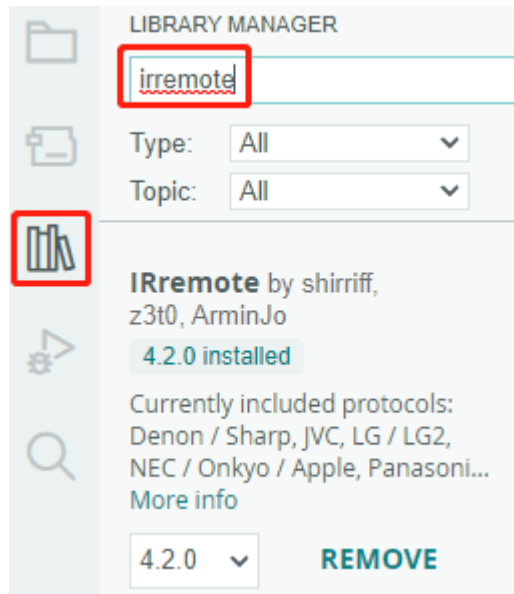 LIBRARY MANAGER
irremote
Type: All
Topic: All
IRremote by shirriff,
z3t0, ArminJo
4.2.0 installed
Currently included protocols:
Denon / Sharp, JVC, LG / LG2,
NEC / Onkyo / Apple, Panasoni...
More info
4.2.0 REMOVE